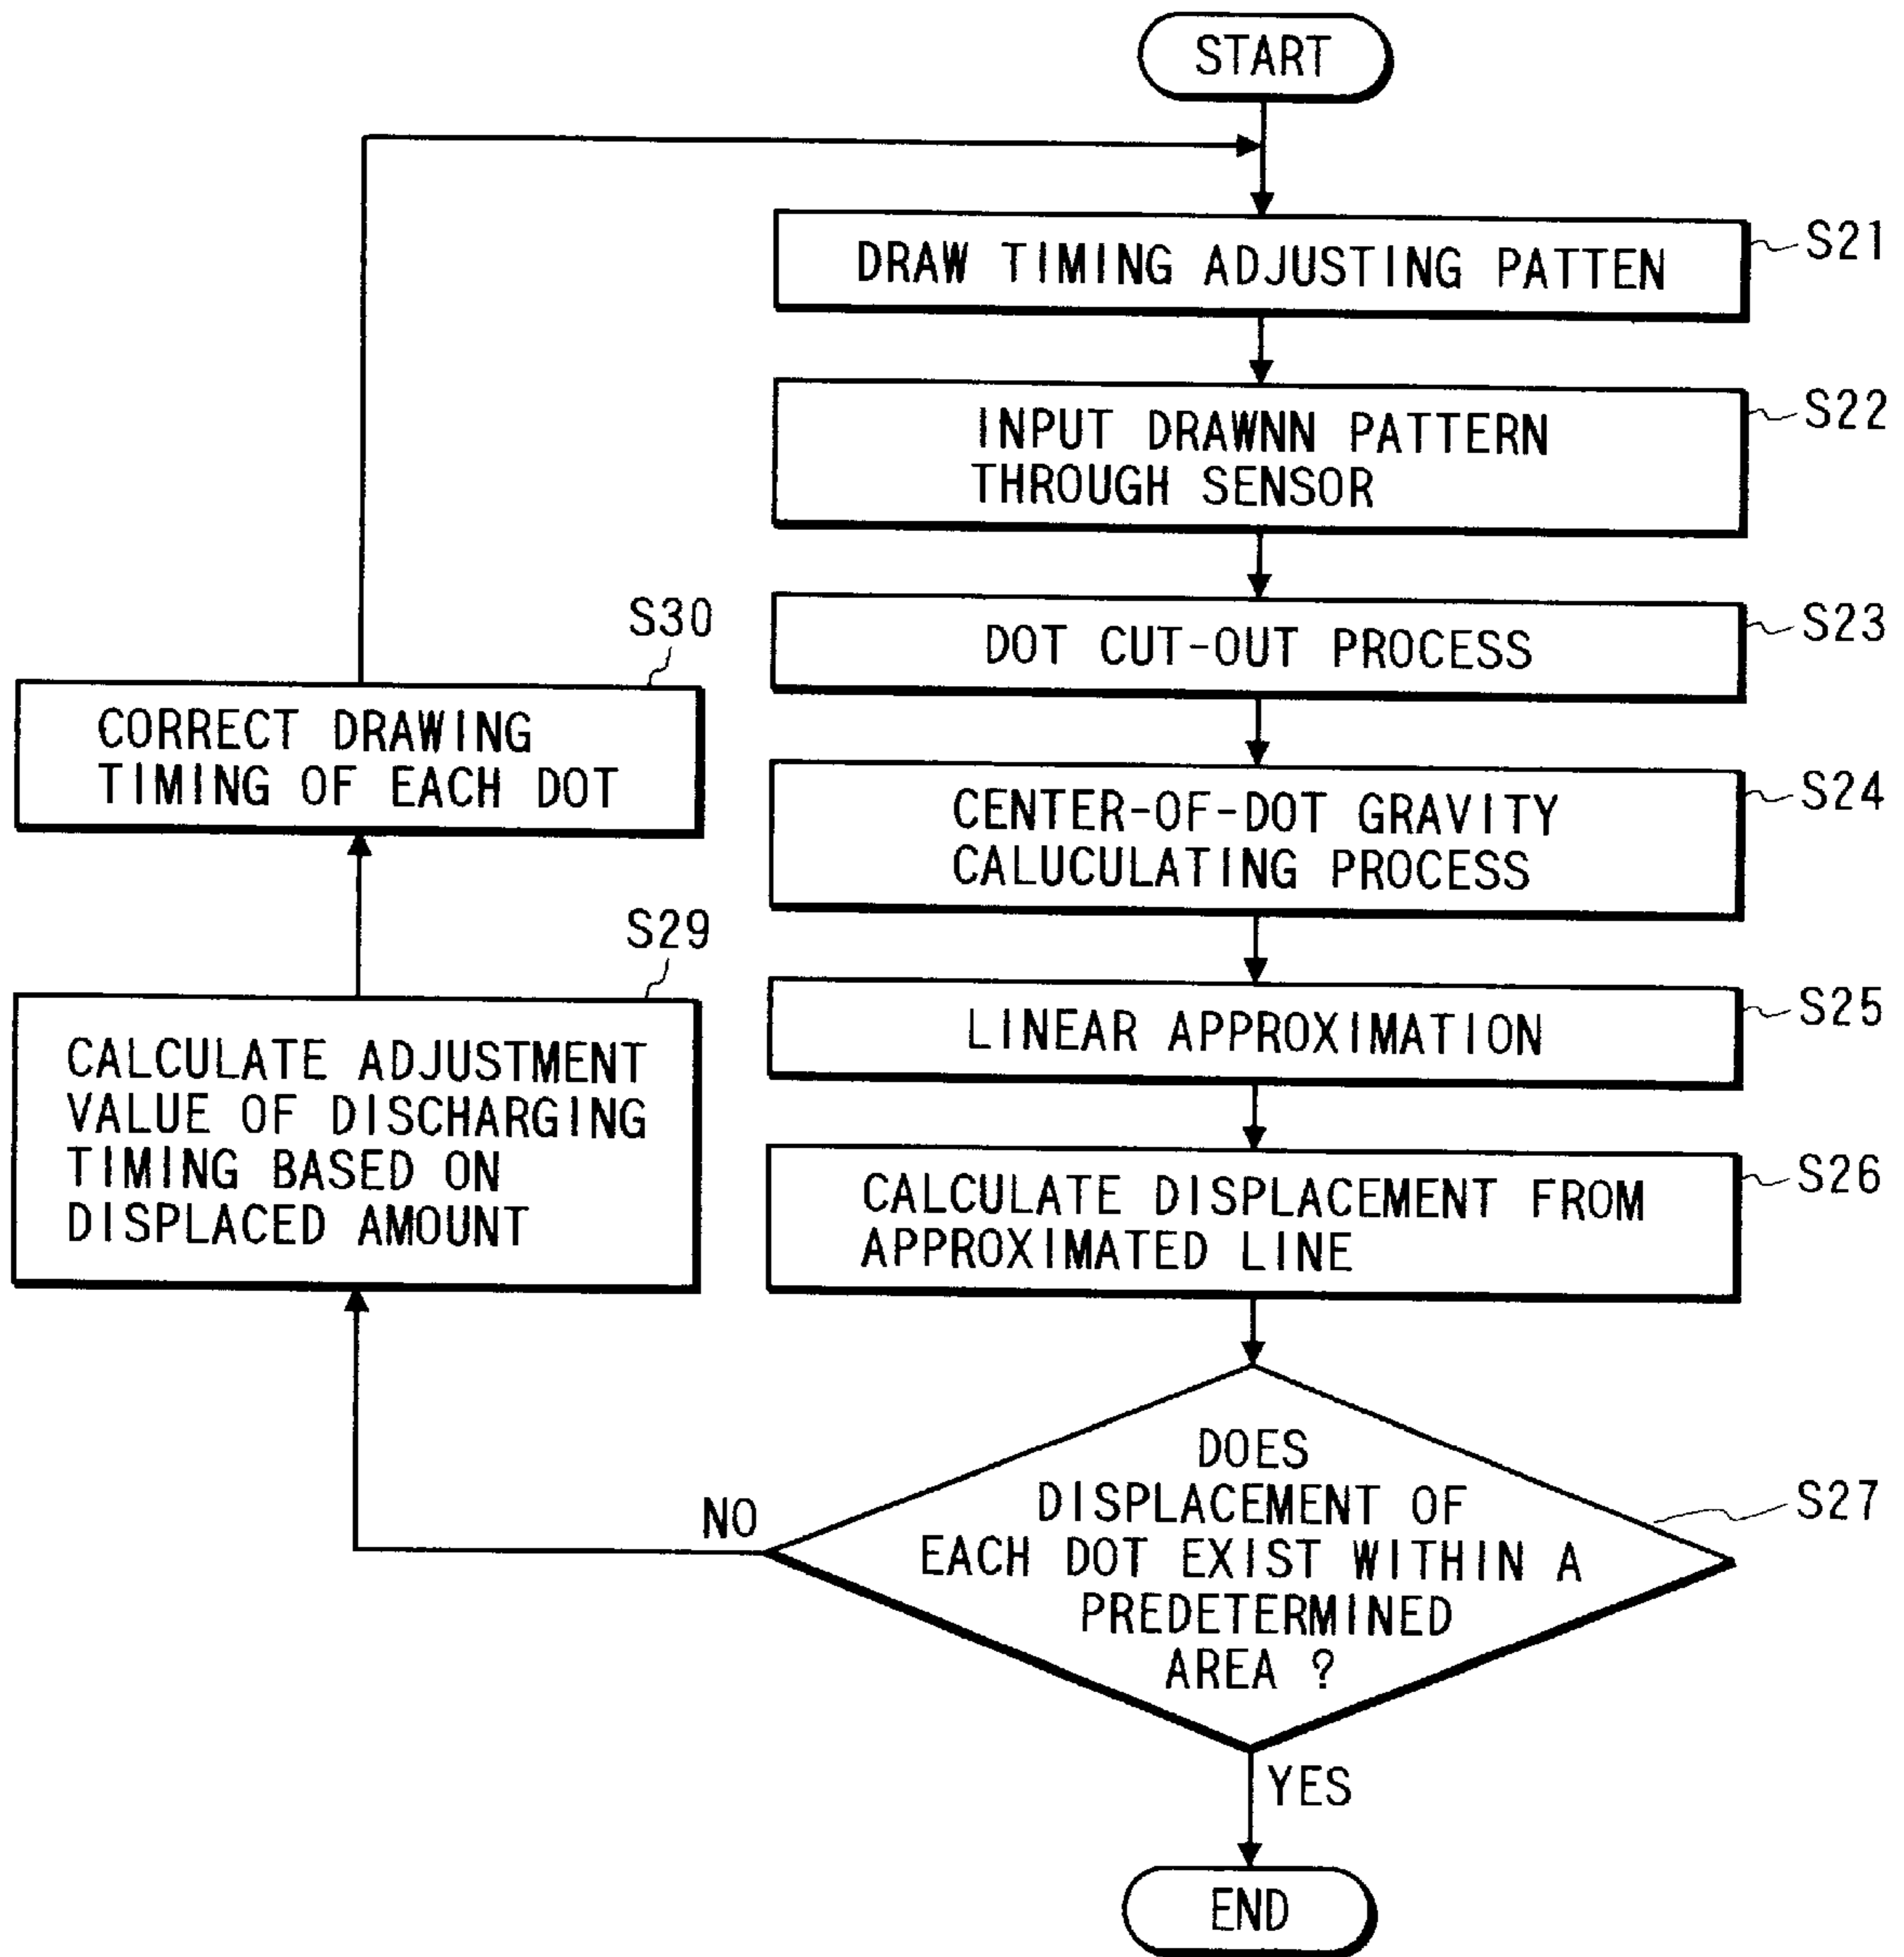 START
DRAW TIMING ADJUSTING PATTEN
S21
INPUT DRAWNN PATTERN
THROUGH SENSOR
S22
DOT CUT-OUT PROCESS
S23
CENTER-OF-DOT GRAVITY
CALUCULATING PROCESS
S24
LINEAR APPROXIMATION
S25
CALCULATE DISPLACEMENT FROM
APPROXIMATED LINE
S26
DOES
DISPLACEMENT OF
EACH DOT EXIST WITHIN A
PREDETERMINED
AREA ?
S27
NO
YES
END
S29
CALCULATE ADJUSTMENT
VALUE OF DISCHARGING
TIMING BASED ON
DISPLACED AMOUNT
S30
CORRECT DRAWING
TIMING OF EACH DOT